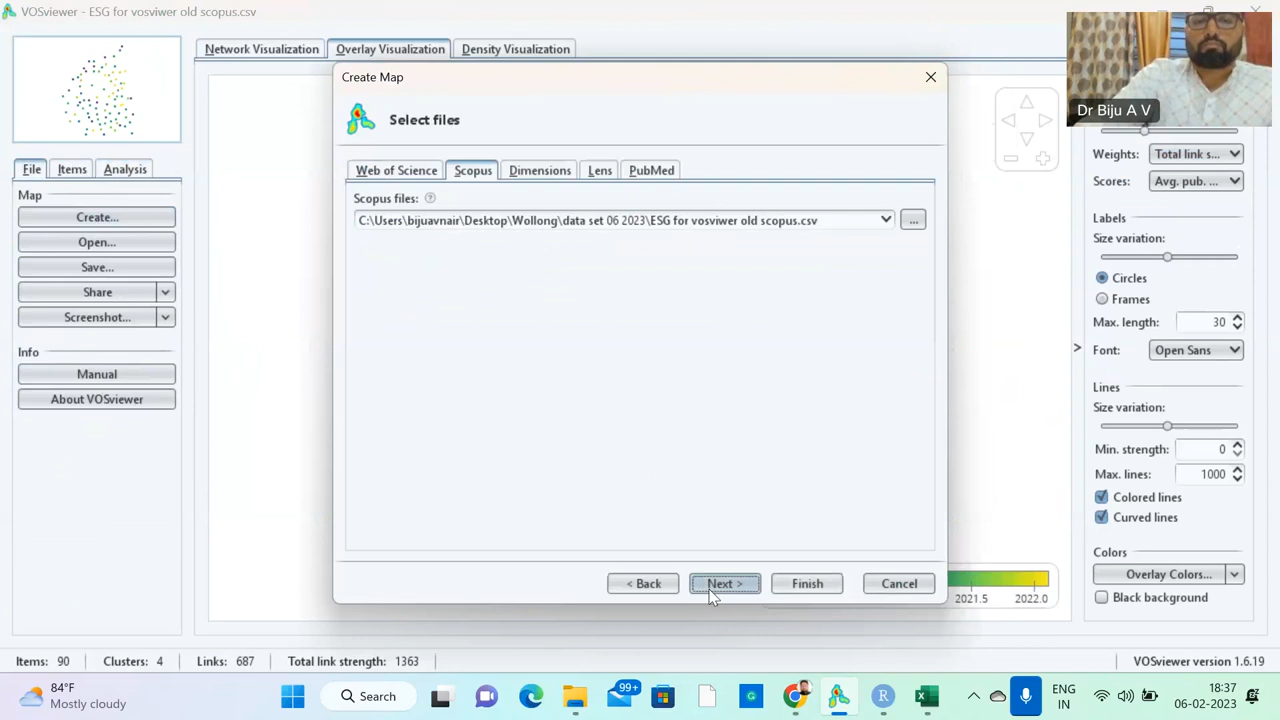 VOSviewer - ESG for vosviwer old scopus.csv
Network Visualization
Overlay Visualization
Density Visualization
Dr Biju A V
Create Map
Select files
Web of Science
Scopus
Dimensions
Lens
PubMed
Scopus files:
C:\Users\bijuavnair\Desktop\Wollong\data set 06 2023\ESG for vosviwer old scopus.csv
...
< Back
Next >
Finish
Cancel
File
Items
Analysis
Map
Create...
Open...
Save...
Share
Screenshot...
Info
Manual
About VOSviewer
Weights:
Total link s...
Scores:
Avg. pub. ...
Labels
Size variation:
Circles
Frames
Max. length:
30
>
Font:
Open Sans
Lines
Size variation:
Min. strength:
0
Max. lines:
1000
Colored lines
Curved lines
Colors
Overlay Colors...
Black background
2021.5
2022.0
Items: 90
Clusters: 4
Links: 687
Total link strength: 1363
VOSviewer version 1.6.19
84°F
Mostly cloudy
Search
99+
G
R
ENG
IN
18:37
06-02-2023